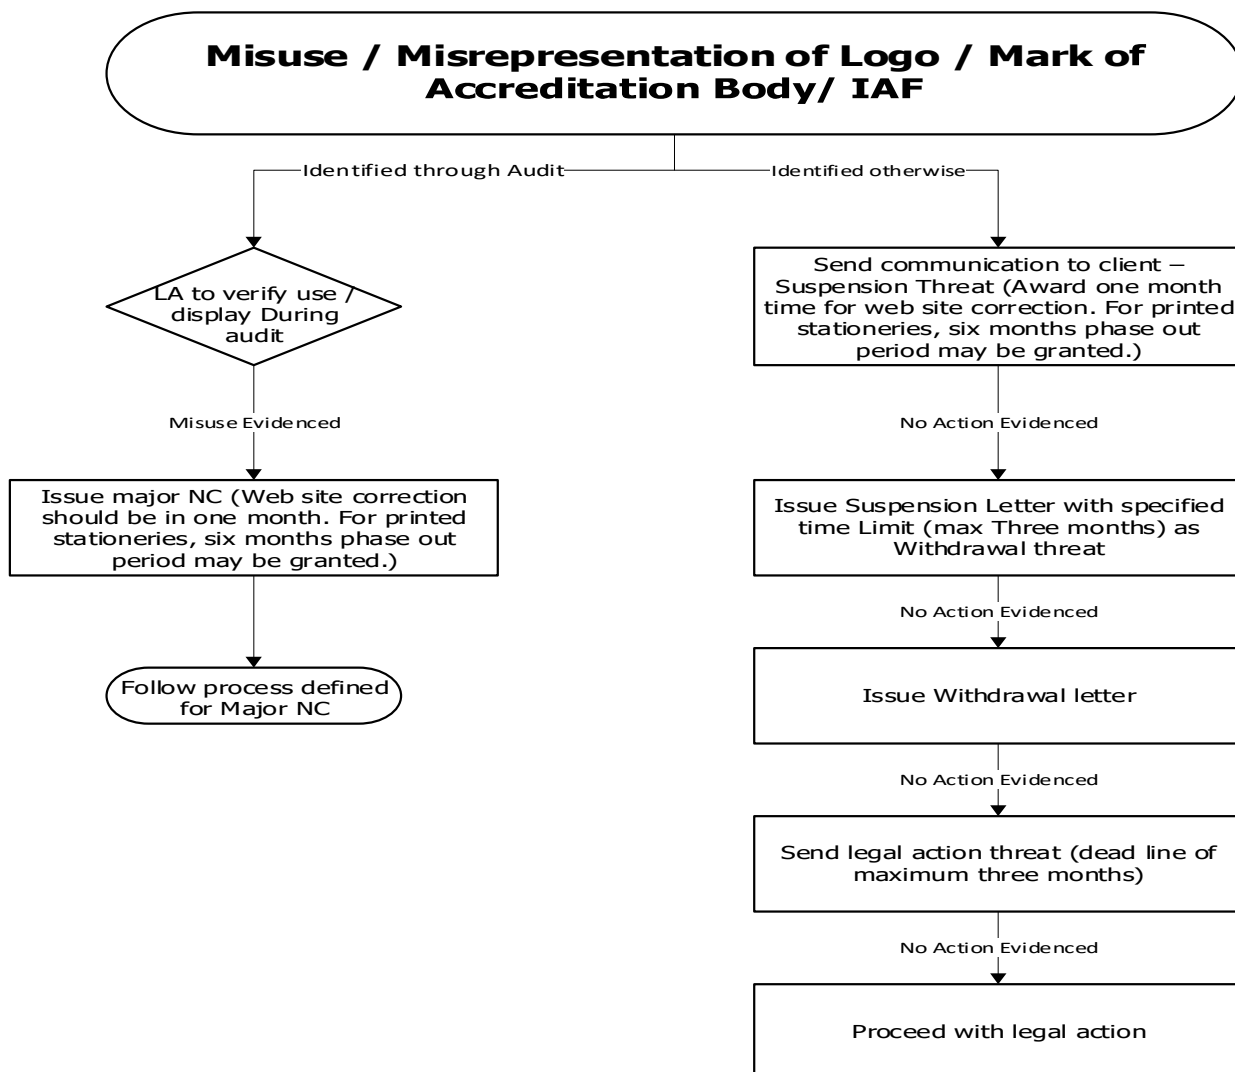 Misuse / Misrepresentation of Logo / Mark of
Accreditation Body/ IAF
Identified through Audit
Identified otherwise
LA to verify use /
display During
audit
Send communication to client –
Suspension Threat (Award one month
time for web site correction. For printed
stationeries, six months phase out
period may be granted.)
Misuse Evidenced
No Action Evidenced
Issue major NC (Web site correction
should be in one month. For printed
stationeries, six months phase out
period may be granted.)
Issue Suspension Letter with specified
time Limit (max Three months) as
Withdrawal threat
No Action Evidenced
Follow process defined
for Major NC
Issue Withdrawal letter
No Action Evidenced
Send legal action threat (dead line of
maximum three months)
No Action Evidenced
Proceed with legal action